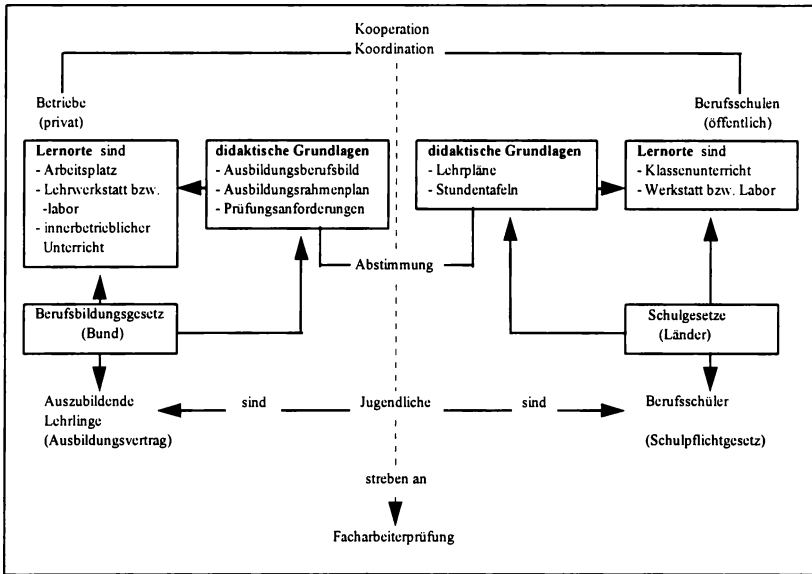 Kooperation
Koordination
Betriebe
(privat)
Berufsschulen
(öffentlich)
Lernorte sind
- Arbeitsplatz
- Lehrwerkstatt bzw.
-labor
- innerbetrieblicher
Unterricht
didaktische Grundlagen
- Ausbildungsberufsbild
- Ausbildungsrahmenplan
- Prüfungsanforderungen
didaktische Grundlagen
- Lehrpläne
- Stundentafeln
Lernorte sind
- Klassenunterricht
- Werkstatt bzw. Labor
Abstimmung
Berufsbildungsgesetz
(Bund)
Schulgesetze
(Länder)
Auszubildende
Lehrlinge
(Ausbildungsvertrag)
sind
Jugendliche
sind
Berufsschüler
(Schulpflichtgesetz)
streben an
Facharbeiterprüfung